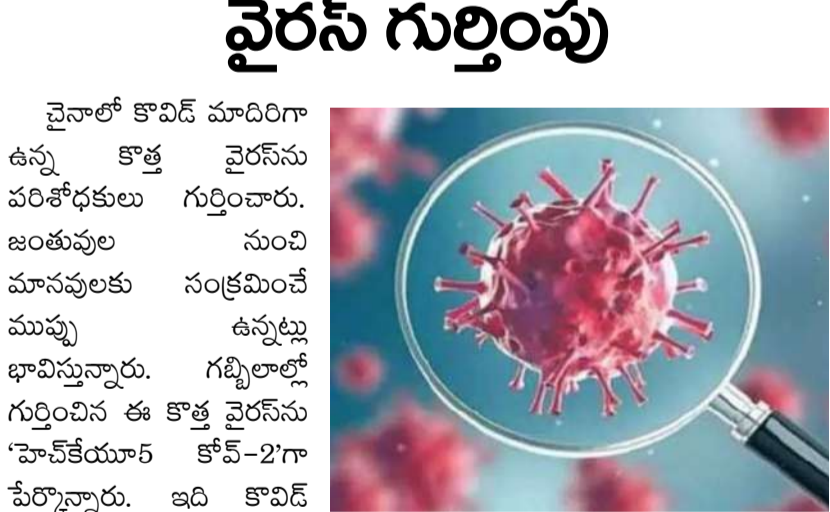 వైరస్ గుర్తింపు
చైనాలో కొవిడ్ మాదిరిగా
ఉన్న కొత్త వైరస్‌ను
పరిశోధకులు గుర్తించారు.
జంతువుల నుంచి
మానవులకు సంక్రమించే
ముప్పు ఉన్నట్లు
భావిస్తున్నారు. గబ్బిలాల్లో
గుర్తించిన ఈ కొత్త వైరస్‌ను
‘హెచ్‌కేయూ5 కోవ్-2’గా
పేర్కొన్నారు. ఇది కొవిడ్